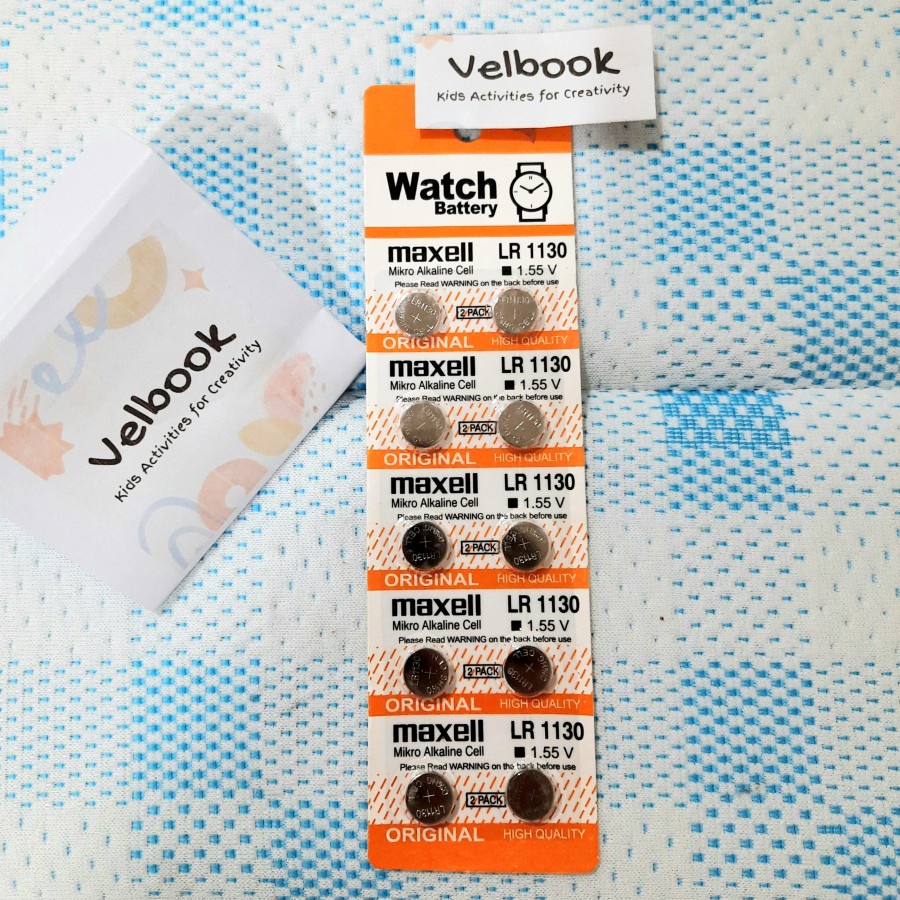 Velbook
Kids Activities for Creativity
Velbook
Kids Activities for Creativity
Watch
Battery
maxell LR 1130
Mikro Alkaline Cell 1.55 V
Please Read WARNING on the back before use
LR1130 LR1130
2 PACK
ORIGINAL HIGH QUALITY
maxell LR 1130
Mikro Alkaline Cell 1.55 V
Please Read WARNING on the back before use
2 PACK
ORIGINAL HIGH QUALITY
maxell LR 1130
Mikro Alkaline Cell 1.55 V
Please Read WARNING on the back before use
LR1130 CELL LR1130
2 PACK
ORIGINAL HIGH QUALITY
maxell LR 1130
Mikro Alkaline Cell 1.55 V
Please Read WARNING on the back before use
2 PACK
ORIGINAL HIGH QUALITY
maxell LR 1130
Mikro Alkaline Cell 1.55 V
Please Read WARNING on the back before use
LR1130
2 PACK
ORIGINAL HIGH QUALITY